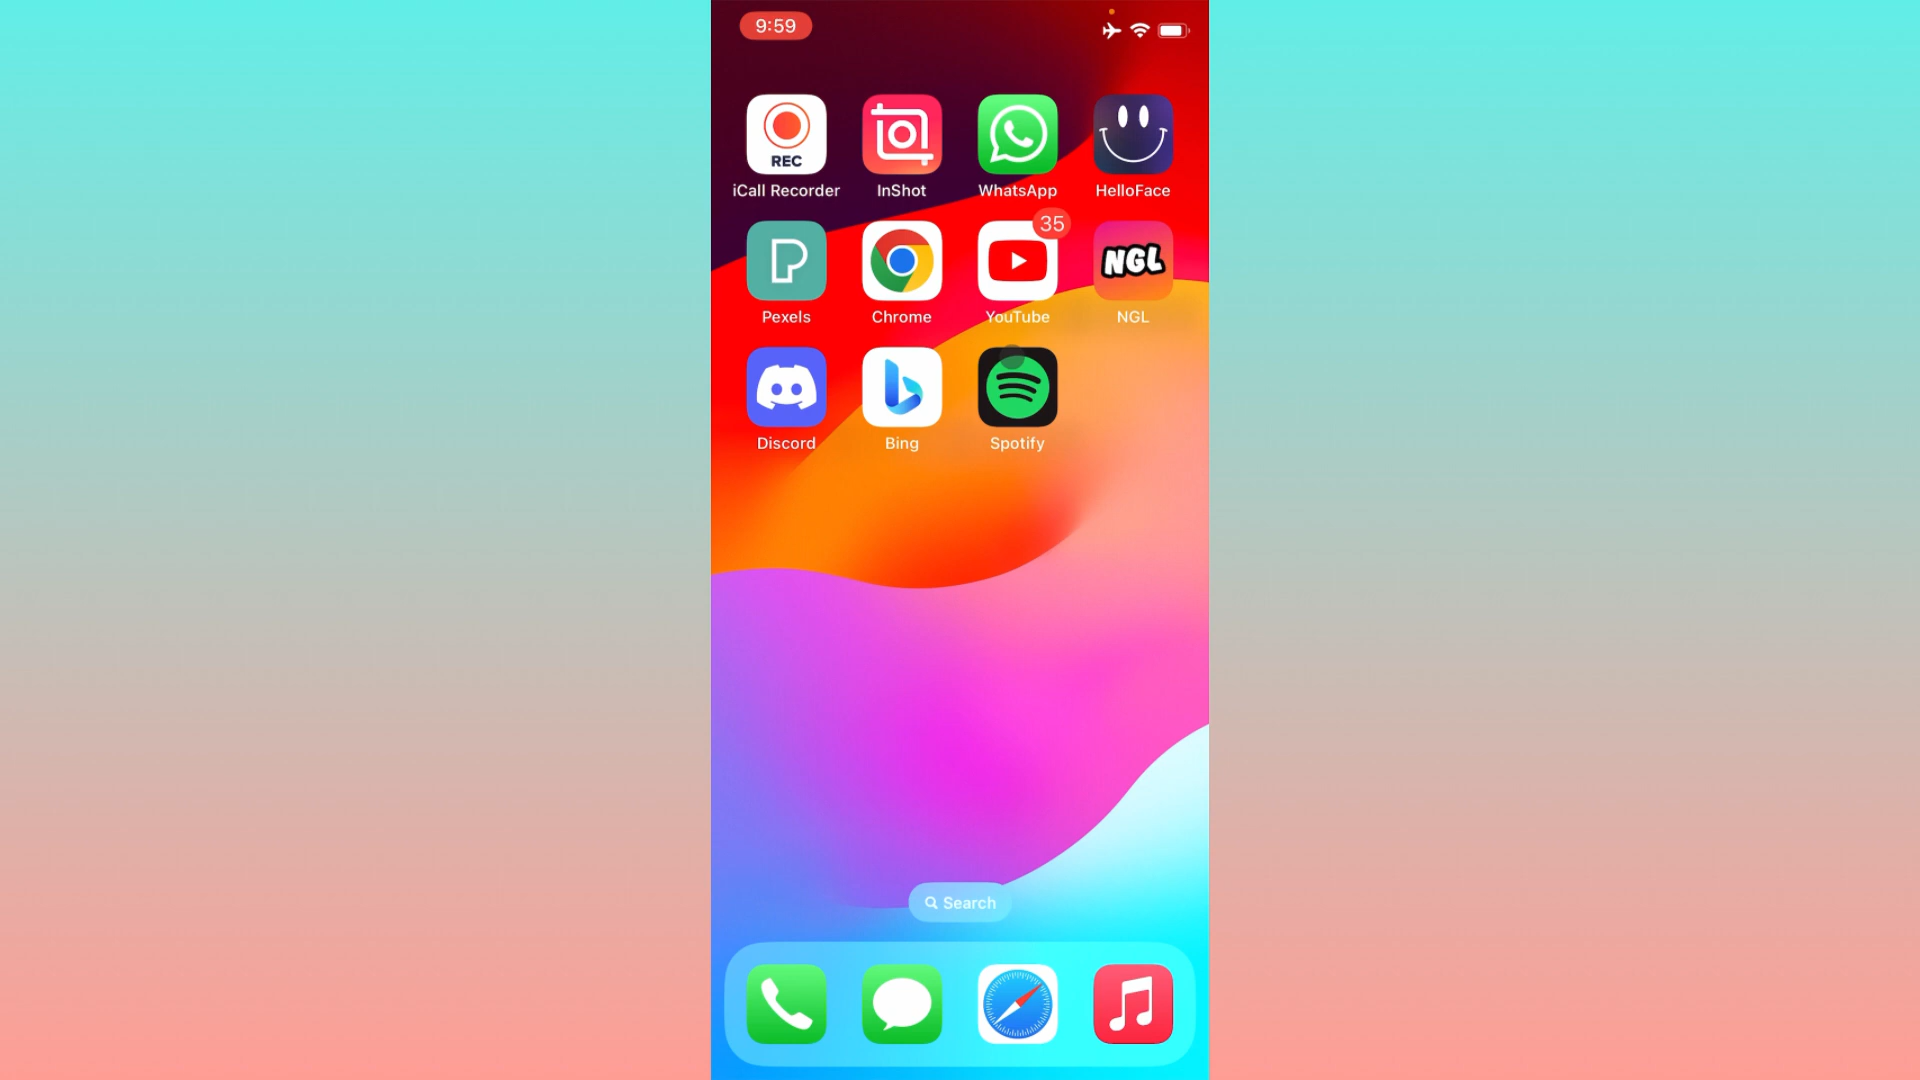 9:59
REC
iCall Recorder
InShot
WhatsApp
HelloFace
35
NGL
Pexels
Chrome
YouTube
NGL
Discord
Bing
Spotify
Search